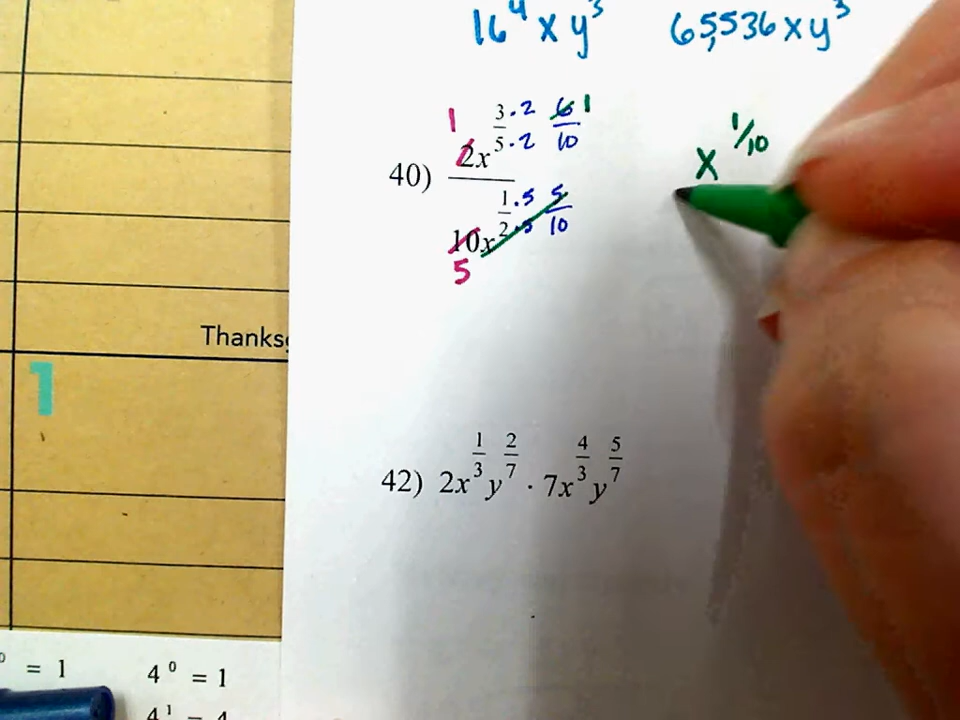 16⁴ x y³ 65,536 x y³
1 3/5 · 2/· 2 6/10 1
40) 2x x^1/10
10x 1/2 · 5/· 5 5/10
5
Thanks
1
42) 2x^1/3 y^2/7 · 7x^4/3 y^5/7
⁰ = 1 4⁰ = 1
4¹ = 4